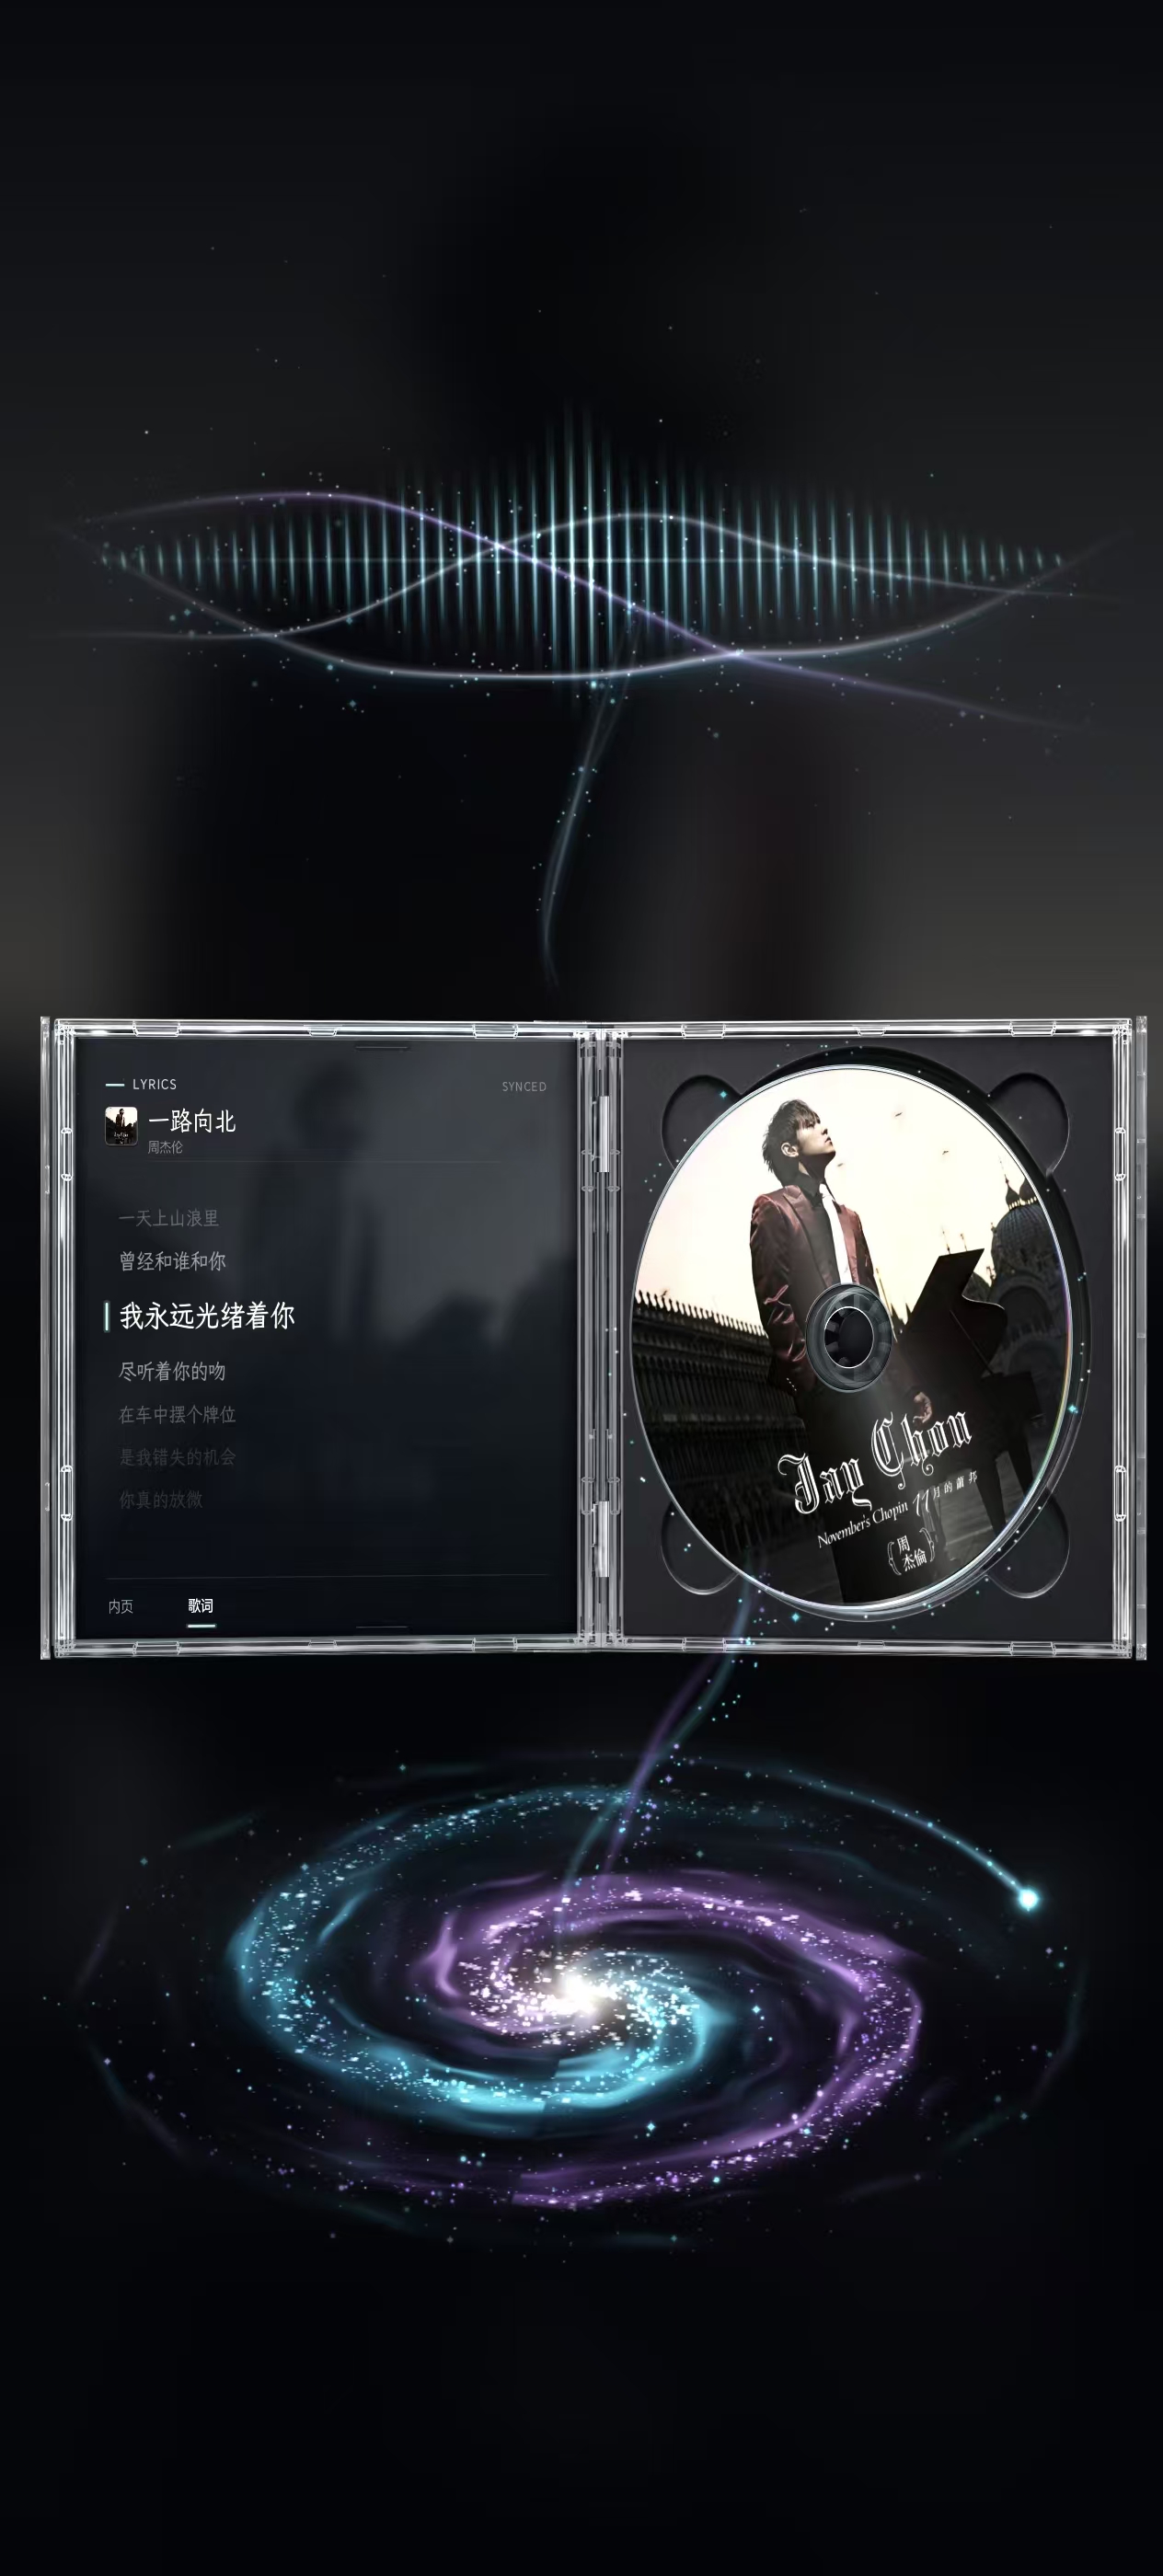 LYRICS
SYNCED
一路向北
周杰伦
一天上山浪里
曾经和谁和你
我永远光绪着你
尽听着你的吻
在车中摆个牌位
是我错失的机会
你真的放微
内页
歌词
Jay Chou
November's Chopin 11月的蕭邦
周
杰倫